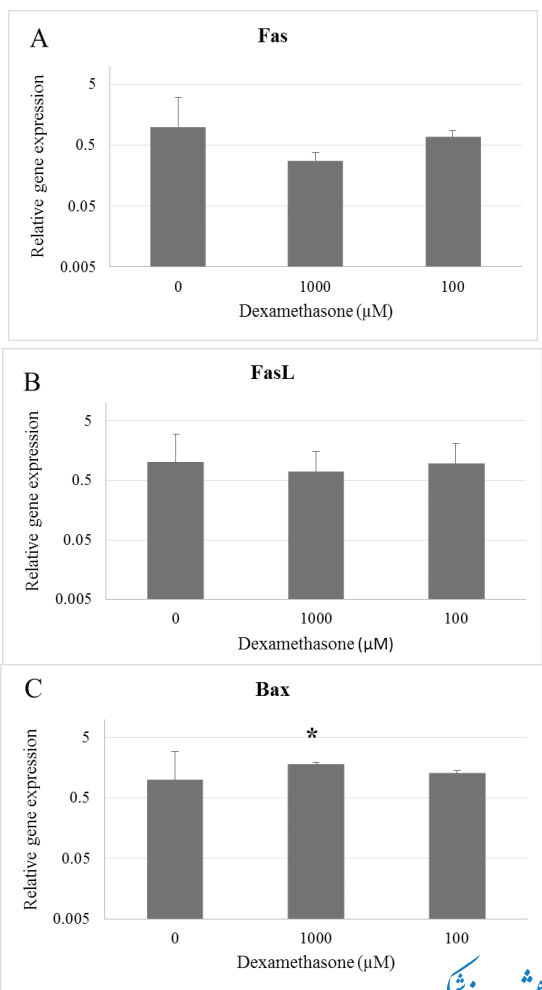 A
Fas
Relative gene expression
5
0.5
0.05
0.005
0
1000
100
Dexamethasone (µM)
B
FasL
Relative gene expression
5
0.5
0.05
0.005
0
1000
100
Dexamethasone (µM)
C
Bax
Relative gene expression
*
5
0.5
0.05
0.005
0
1000
100
Dexamethasone (µM)